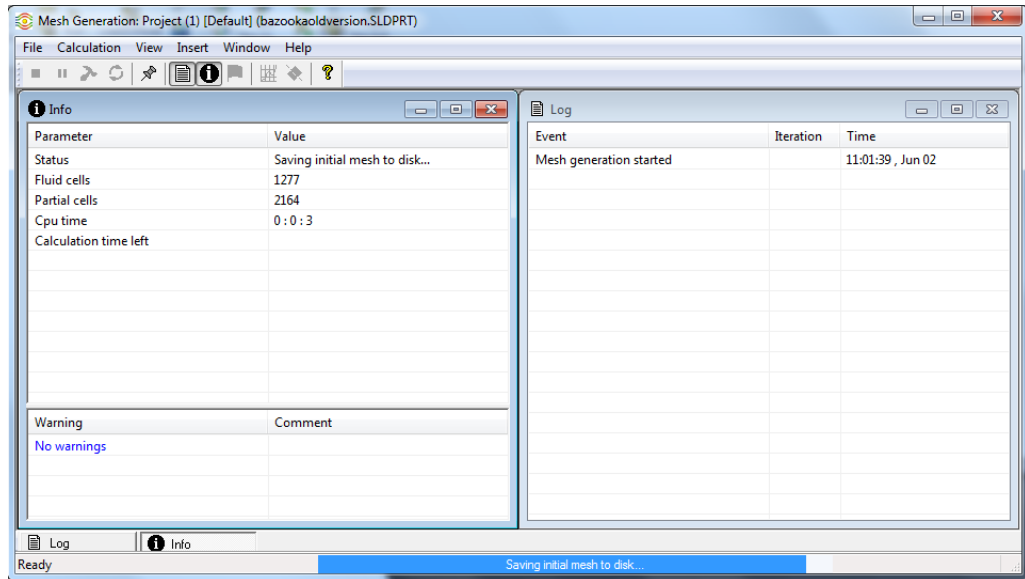 Mesh Generation: Project (1) [Default] (bazookaoldversion.SLDPRT)
File Calculation View Insert Window Help
Info
Parameter Value
Status Saving initial mesh to disk...
Fluid cells 1277
Partial cells 2164
Cpu time 0 : 0 : 3
Calculation time left
Warning Comment
No warnings
Log
Event Iteration Time
Mesh generation started 11:01:39 , Jun 02
Log Info
Ready Saving initial mesh to disk...